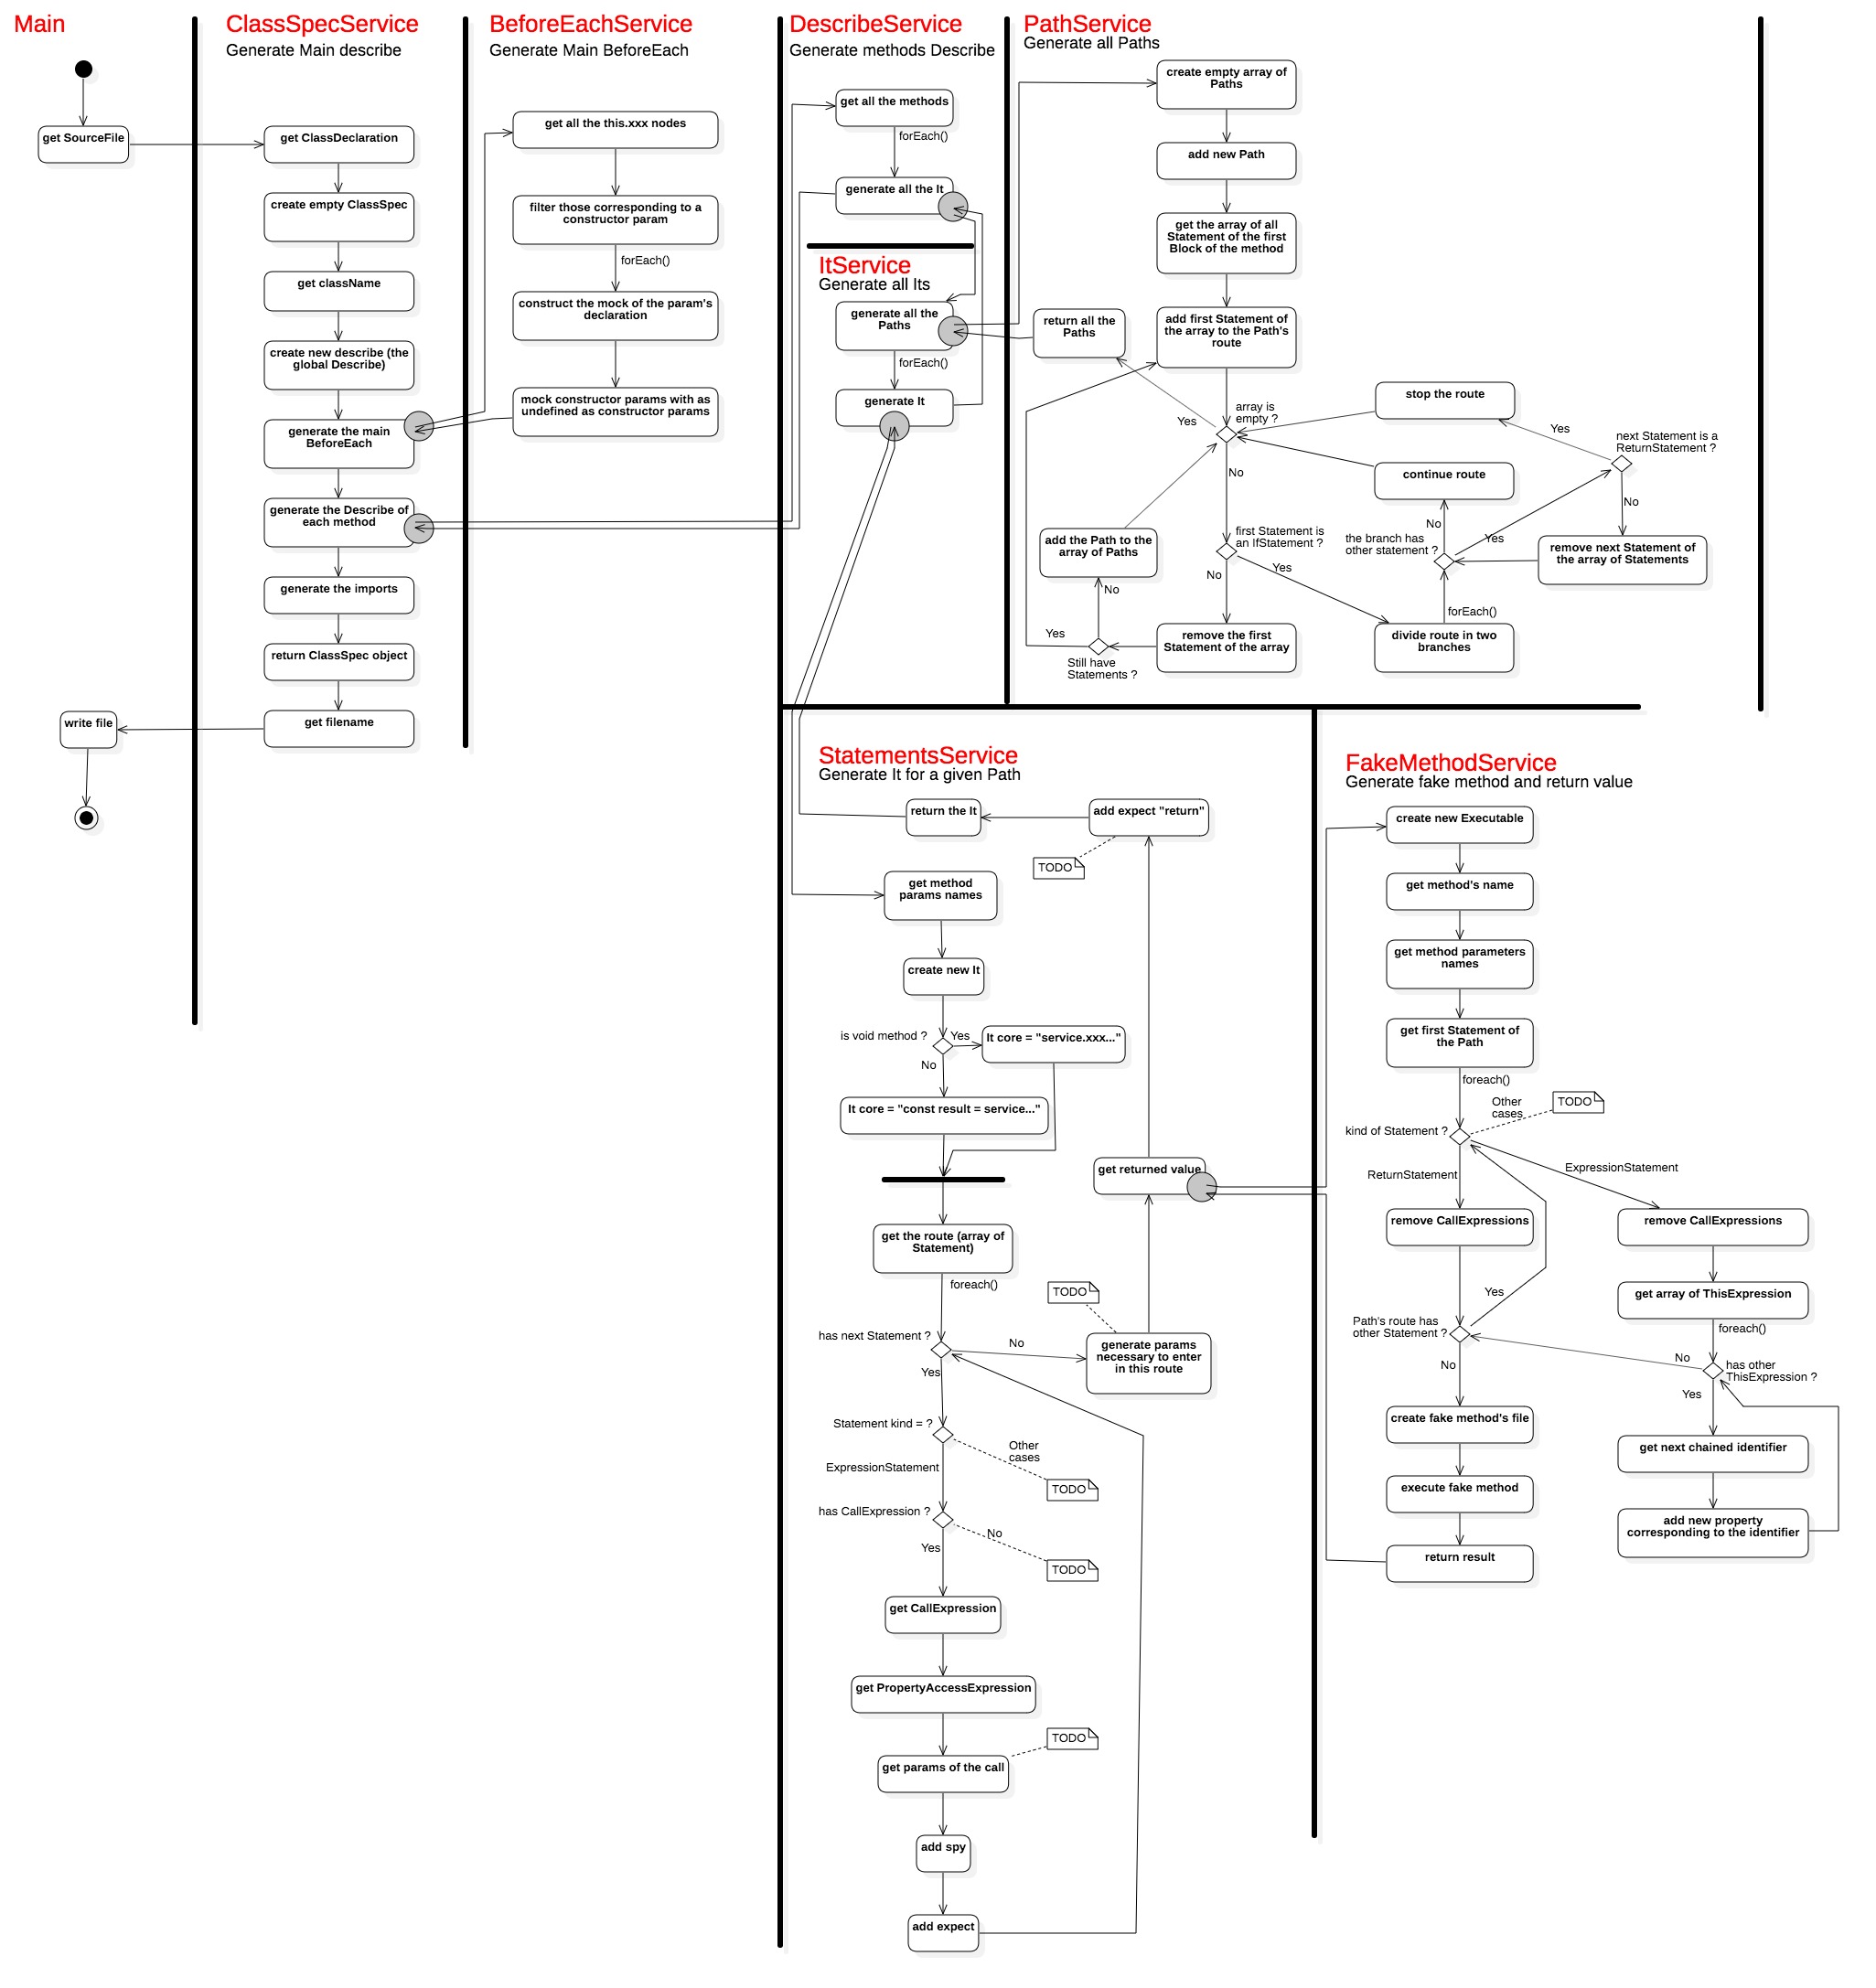 Main
get SourceFile
write file
ClassSpecService
Generate Main describe
get ClassDeclaration
create empty ClassSpec
get className
create new describe (the
global Describe)
generate the main
BeforeEach
generate the Describe of
each method
generate the imports
return ClassSpec object
get filename
BeforeEachService
Generate Main BeforeEach
get all the this.xxx nodes
filter those corresponding to a
constructor param
forEach()
construct the mock of the param's
declaration
mock constructor params with as
undefined as constructor params
DescribeService
Generate methods Describe
get all the methods
forEach()
generate all the It
ItService
Generate all Its
generate all the
Paths
forEach()
generate It
PathService
Generate all Paths
create empty array of
Paths
add new Path
get the array of all
Statement of the first
Block of the method
add first Statement of
the array to the Path's
route
return all the
Paths
array is
empty ?
Yes
No
stop the route
Yes
next Statement is a
ReturnStatement ?
No
continue route
No
the branch has
other statement ?
Yes
remove next Statement of
the array of Statements
add the Path to the
array of Paths
first Statement is
an IfStatement ?
No
Yes
No
forEach()
Yes
Still have
Statements ?
remove the first
Statement of the array
divide route in two
branches
StatementsService
Generate It for a given Path
return the It
add expect "return"
TODO
get method
params names
create new It
is void method ?
Yes
It core = "service.xxx..."
No
It core = "const result = service..."
get returned value
get the route (array of
Statement)
foreach()
TODO
has next Statement ?
No
generate params
necessary to enter
in this route
Yes
Statement kind = ?
Other
cases
ExpressionStatement
TODO
has CallExpression ?
No
Yes
TODO
get CallExpression
get PropertyAccessExpression
TODO
get params of the call
add spy
add expect
FakeMethodService
Generate fake method and return value
create new Executable
get method's name
get method parameters
names
get first Statement of
the Path
foreach()
Other
cases
TODO
kind of Statement ?
ReturnStatement
ExpressionStatement
remove CallExpressions
remove CallExpressions
get array of ThisExpression
Yes
Path's route has
other Statement ?
foreach()
No
No
has other
ThisExpression ?
Yes
create fake method's file
get next chained identifier
execute fake method
add new property
corresponding to the identifier
return result